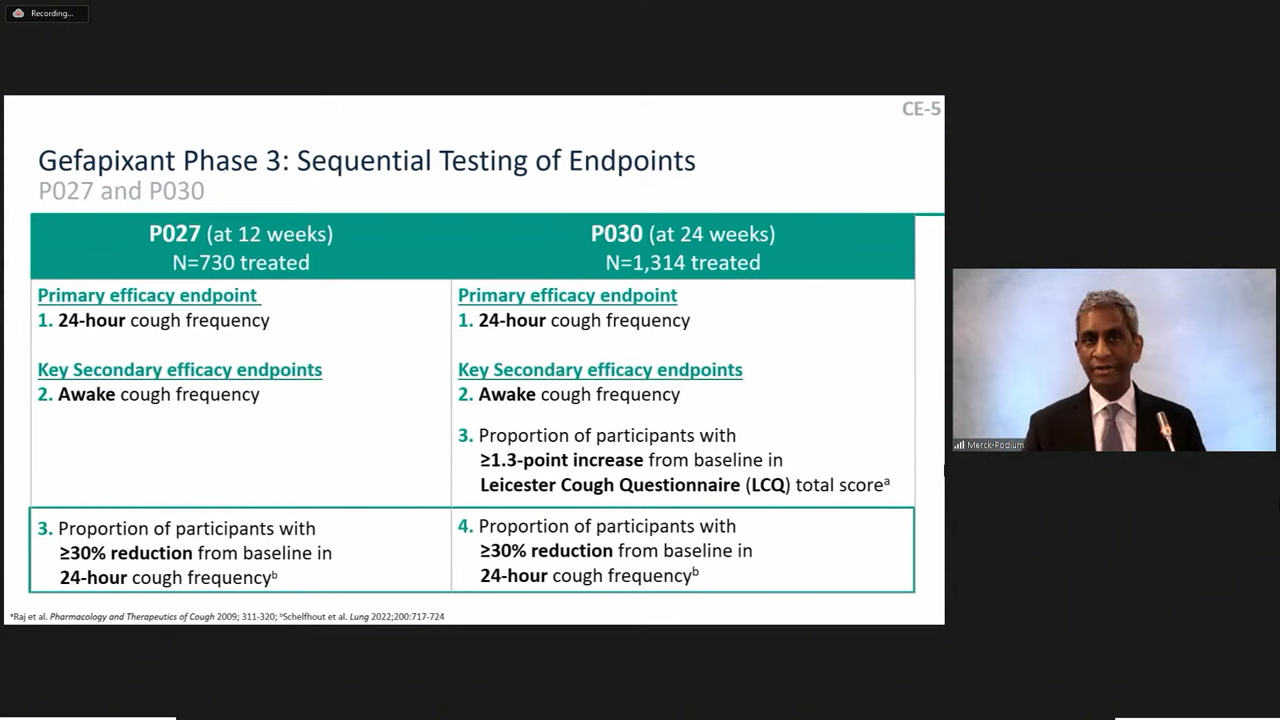 Recording...
CE-5
Gefapixant Phase 3: Sequential Testing of Endpoints
P027 and P030
P027 (at 12 weeks)
N=730 treated
P030 (at 24 weeks)
N=1,314 treated
Primary efficacy endpoint
1. 24-hour cough frequency
Key Secondary efficacy endpoints
2. Awake cough frequency
3. Proportion of participants with
≥30% reduction from baseline in
24-hour cough frequencyᵇ
Primary efficacy endpoint
1. 24-hour cough frequency
Key Secondary efficacy endpoints
2. Awake cough frequency
3. Proportion of participants with
≥1.3-point increase from baseline in
Leicester Cough Questionnaire (LCQ) total scoreᵃ
4. Proportion of participants with
≥30% reduction from baseline in
24-hour cough frequencyᵇ
ᵃRaj et al. Pharmacology and Therapeutics of Cough 2009; 311-320; ᵇSchelfhout et al. Lung 2022;200:717-724
Merck-Podium